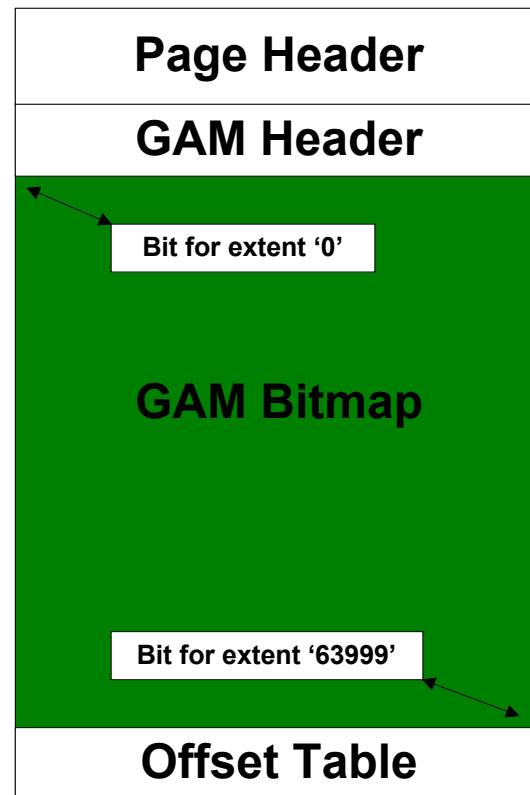 Page Header
GAM Header
Bit for extent ‘0’
GAM Bitmap
Bit for extent ‘63999’
Offset Table